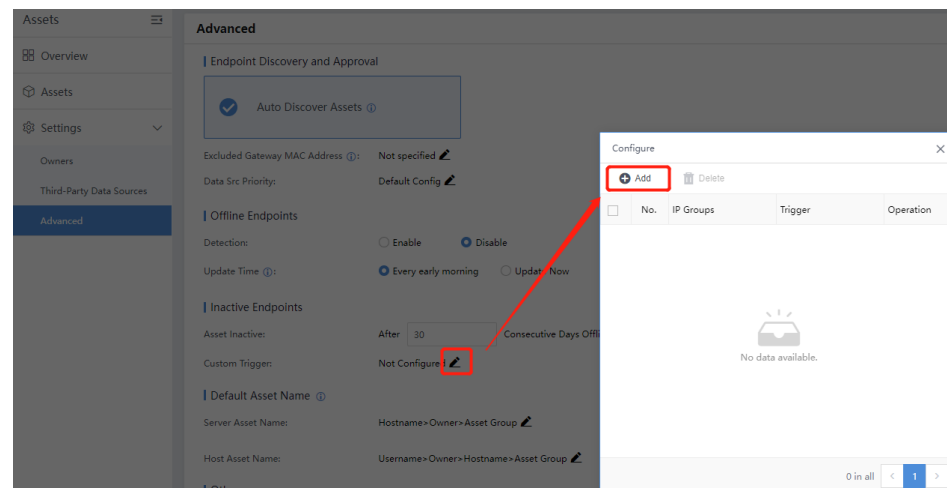 Assets
Advanced
Overview
Endpoint Discovery and Approval
Auto Discover Assets
Assets
Settings
Excluded Gateway MAC Address : Not specified
Owners
Data Src Priority: Default Config
Third-Party Data Sources
Advanced
Offline Endpoints
Detection: Enable Disable
Update Time : Every early morning Update Now
Inactive Endpoints
Asset Inactive: After 30 Consecutive Days
Custom Trigger: Not Configured
Default Asset Name
Server Asset Name: Hostname>Owner>Asset Group
Host Asset Name: Username>Owner>Hostname>Asset Group
Configure
Add Delete
No. IP Groups Trigger Operation
No data available.
0 in all < 1 >